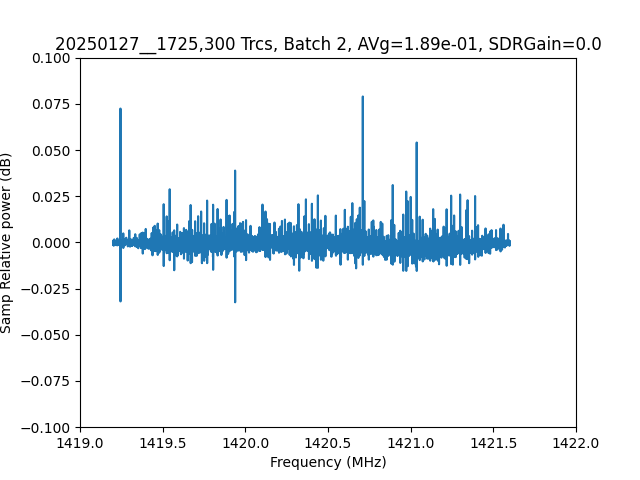 20250127__1725,300 Trcs, Batch 2, AVg=1.89e-01, SDRGain=0.0
0.100
0.075
0.050
0.025
0.000
−0.025
−0.050
−0.075
−0.100
Samp Relative power (dB)
1419.0 1419.5 1420.0 1420.5 1421.0 1421.5 1422.0
Frequency (MHz)